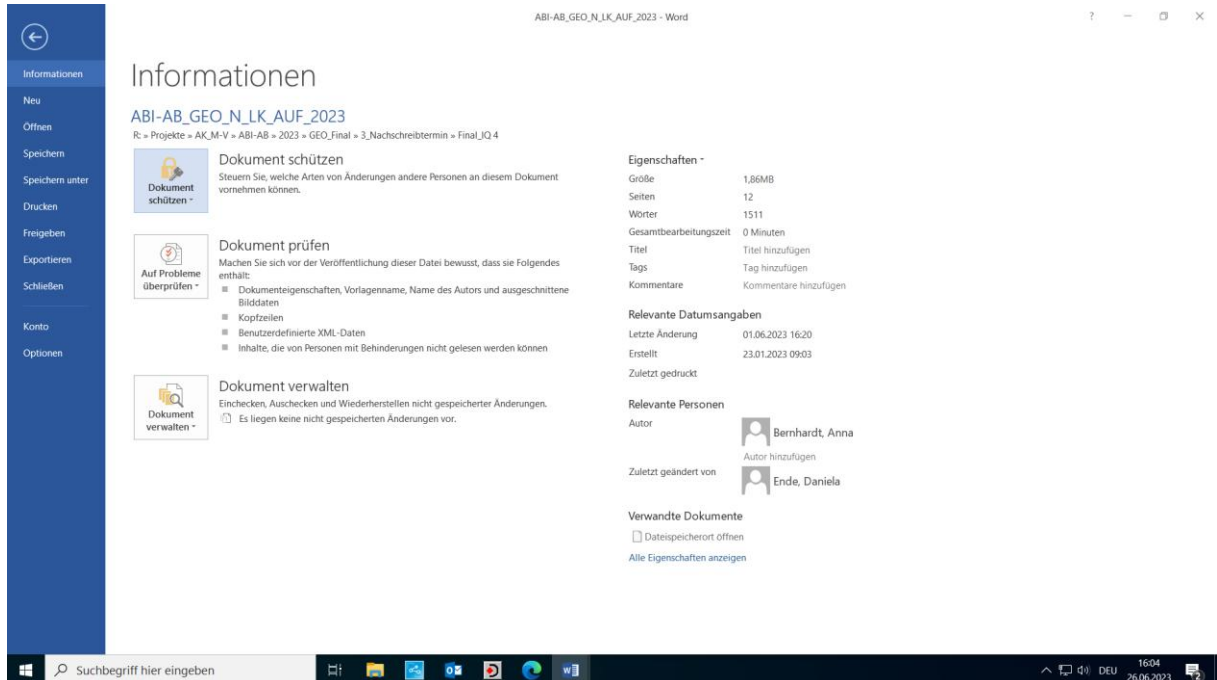 ABI-AB_GEO_N_LK_AUF_2023 - Word
?
Informationen
Neu
Öffnen
Speichern
Speichern unter
Drucken
Freigeben
Exportieren
Schließen
Konto
Optionen
Informationen
ABI-AB_GEO_N_LK_AUF_2023
R: » Projekte » AK_M-V » ABI-AB » 2023 » GEO_Final » 3_Nachschreibtermin » Final_IQ 4
Dokument
schützen
Dokument schützen
Steuern Sie, welche Arten von Änderungen andere Personen an diesem Dokument
vornehmen können.
Auf Probleme
überprüfen
Dokument prüfen
Machen Sie sich vor der Veröffentlichung dieser Datei bewusst, dass sie Folgendes
enthält:
Dokumenteigenschaften, Vorlagenname, Name des Autors und ausgeschnittene
Bilddaten
Kopfzeilen
Benutzerdefinierte XML-Daten
Inhalte, die von Personen mit Behinderungen nicht gelesen werden können
Dokument
verwalten
Dokument verwalten
Einchecken, Auschecken und Wiederherstellen nicht gespeicherter Änderungen.
Es liegen keine nicht gespeicherten Änderungen vor.
Eigenschaften
Größe 1,86MB
Seiten 12
Wörter 1511
Gesamtbearbeitungszeit 0 Minuten
Titel Titel hinzufügen
Tags Tag hinzufügen
Kommentare Kommentare hinzufügen
Relevante Datumsangaben
Letzte Änderung 01.06.2023 16:20
Erstellt 23.01.2023 09:03
Zuletzt gedruckt
Relevante Personen
Autor Bernhardt, Anna
Autor hinzufügen
Zuletzt geändert von Ende, Daniela
Verwandte Dokumente
Dateispeicherort öffnen
Alle Eigenschaften anzeigen
Suchbegriff hier eingeben
DEU
16:04
26.06.2023
2